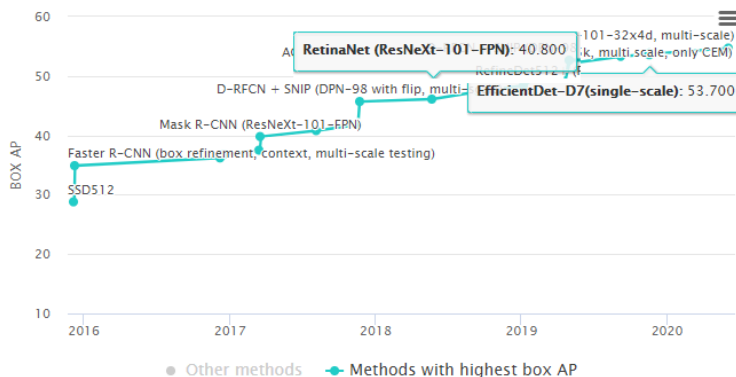 60
-101-32x4d, multi-scale)
RetinaNet (ResNeXt-101-FPN): 40.800
sk, multi scale, only CEM)
50
D-RFCN + SNIP (DPN-98 with flip, multi-s
EfficientDet-D7(single-scale): 53.700
BOX AP
40
Mask R-CNN (ResNeXt-101-FPN)
Faster R-CNN (box refinement, context, multi-scale testing)
30
SSD512
20
10
2016
2017
2018
2019
2020
Other methods
Methods with highest box AP